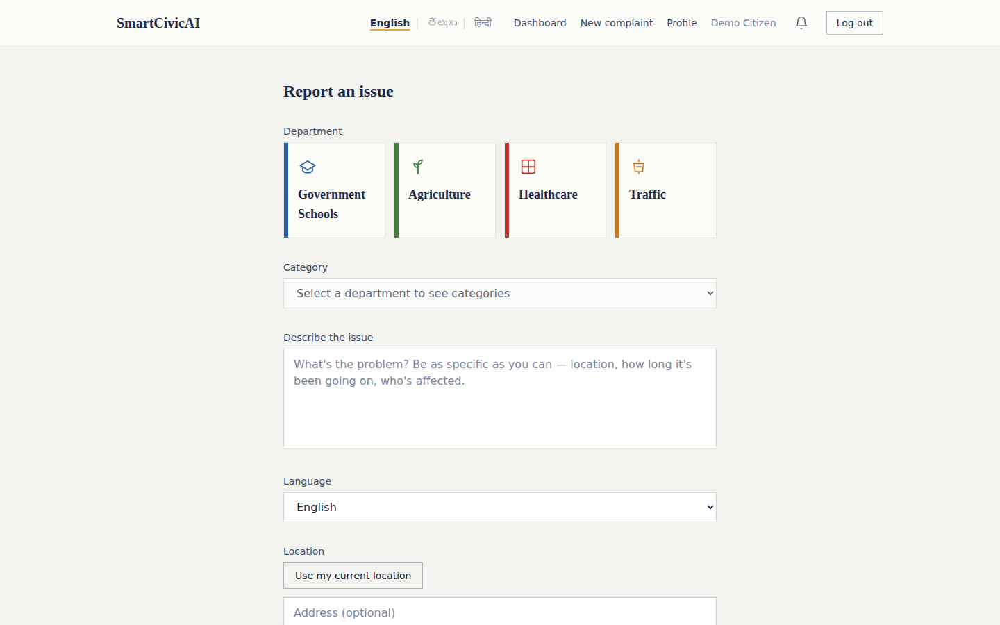 SmartCivicAI
English | తెలుగు | हिन्दी
Dashboard
New complaint
Profile
Demo Citizen
Log out
Report an issue
Department
Government
Schools
Agriculture
Healthcare
Traffic
Category
Select a department to see categories
Describe the issue
What's the problem? Be as specific as you can — location, how long it's
been going on, who's affected.
Language
English
Location
Use my current location
Address (optional)